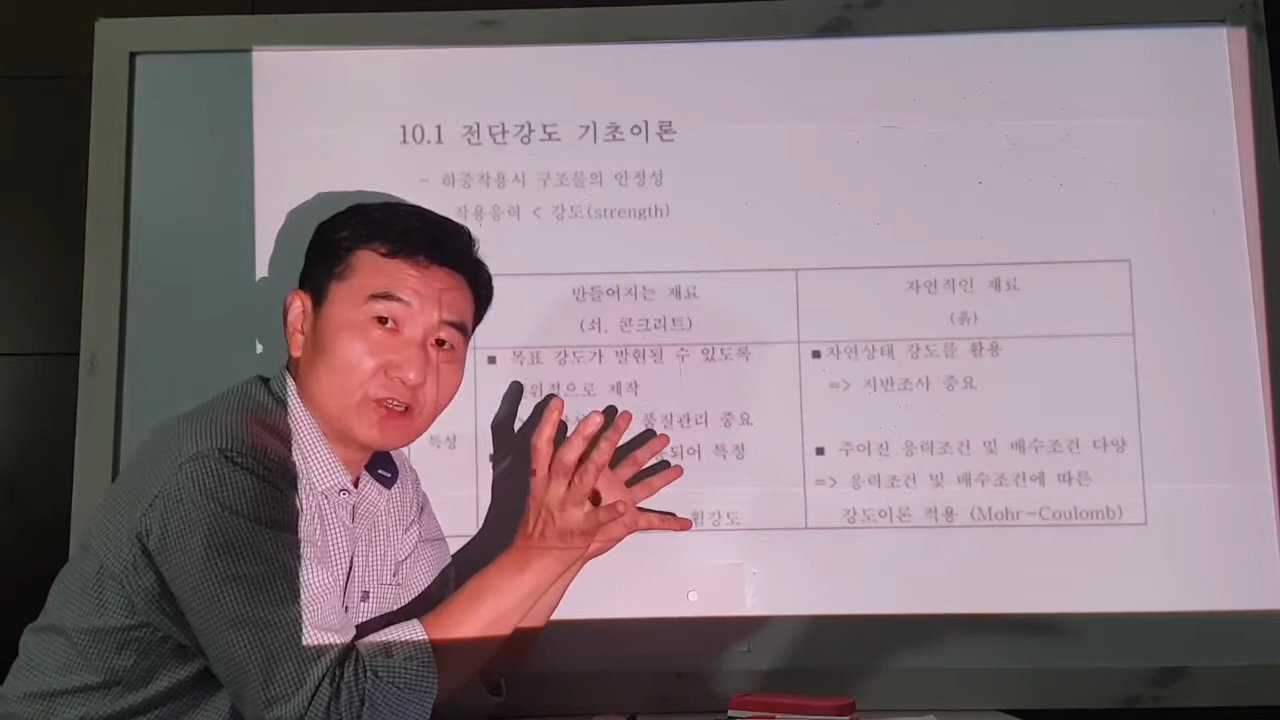 10.1 전단강도 기초이론
- 하중작용시 구조물의 안정성
작용응력 < 강도(strength)
만들어지는 재료
(쇠, 콘크리트)
자연적인 재료
(흙)
특성
■ 목표 강도가 발현될 수 있도록
제작
품질관리 중요
특정
휨강도
■자연상태 강도를 활용
=> 지반조사 중요
■ 주어진 응력조건 및 배수조건 다양
=> 응력조건 및 배수조건에 따른
강도이론 적용 (Mohr-Coulomb)